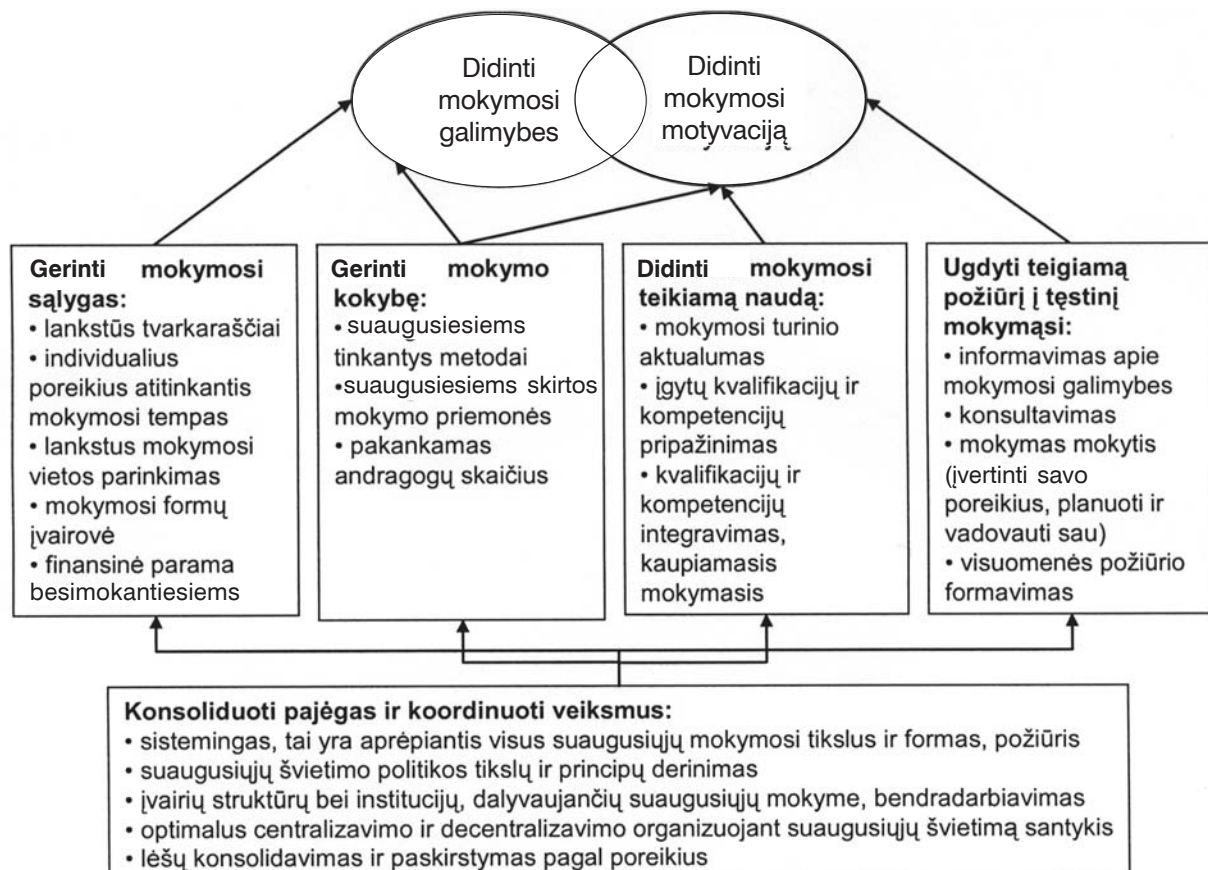 Didinti
mokymosi
galimybes
Didinti
mokymosi
motyvaciją
Gerinti mokymosi
sąlygas:
• lankstūs tvarkaraščiai
• individualius
poreikius atitinkantis
mokymosi tempas
• lankstus mokymosi
vietos parinkimas
• mokymosi formų
įvairovė
• finansinė parama
besimokantiesiems
Gerinti mokymo
kokybę:
• suaugusiesiems
tinkantys metodai
•suaugusiesiems skirtos
mokymo priemonės
• pakankamas
andragogų skaičius
Didinti mokymosi
teikiamą naudą:
• mokymosi turinio
aktualumas
• įgytų kvalifikacijų ir
kompetencijų
pripažinimas
• kvalifikacijų ir
kompetencijų
integravimas,
kaupiamasis
mokymasis
Ugdyti teigiamą
požiūrį į tęstinį
mokymąsi:
• informavimas apie
mokymosi galimybes
• konsultavimas
• mokymas mokytis
(įvertinti savo
poreikius, planuoti ir
vadovauti sau)
• visuomenės požiūrio
formavimas
Konsoliduoti pajėgas ir koordinuoti veiksmus:
• sistemingas, tai yra aprėpiantis visus suaugusiųjų mokymosi tikslus ir formas, požiūris
• suaugusiųjų švietimo politikos tikslų ir principų derinimas
• įvairių struktūrų bei institucijų, dalyvaujančių suaugusiųjų mokyme, bendradarbiavimas
• optimalus centralizavimo ir decentralizavimo organizuojant suaugusiųjų švietimą santykis
• lėšų konsolidavimas ir paskirstymas pagal poreikius